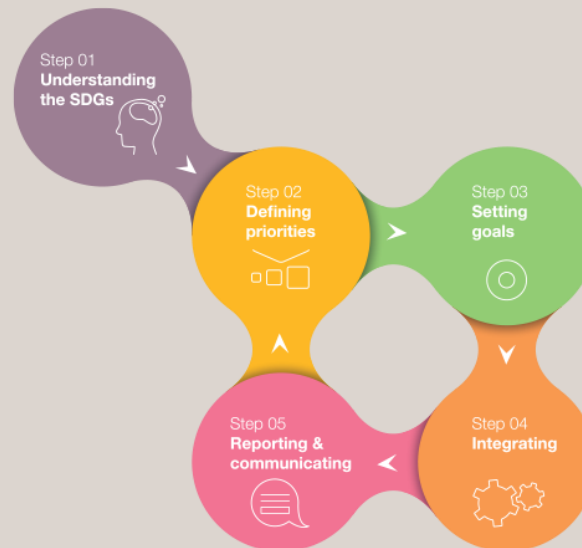 Step 01
Understanding
the SDGs
Step 02
Defining
priorities
Step 03
Setting
goals
Step 04
Integrating
Step 05
Reporting &
communicating